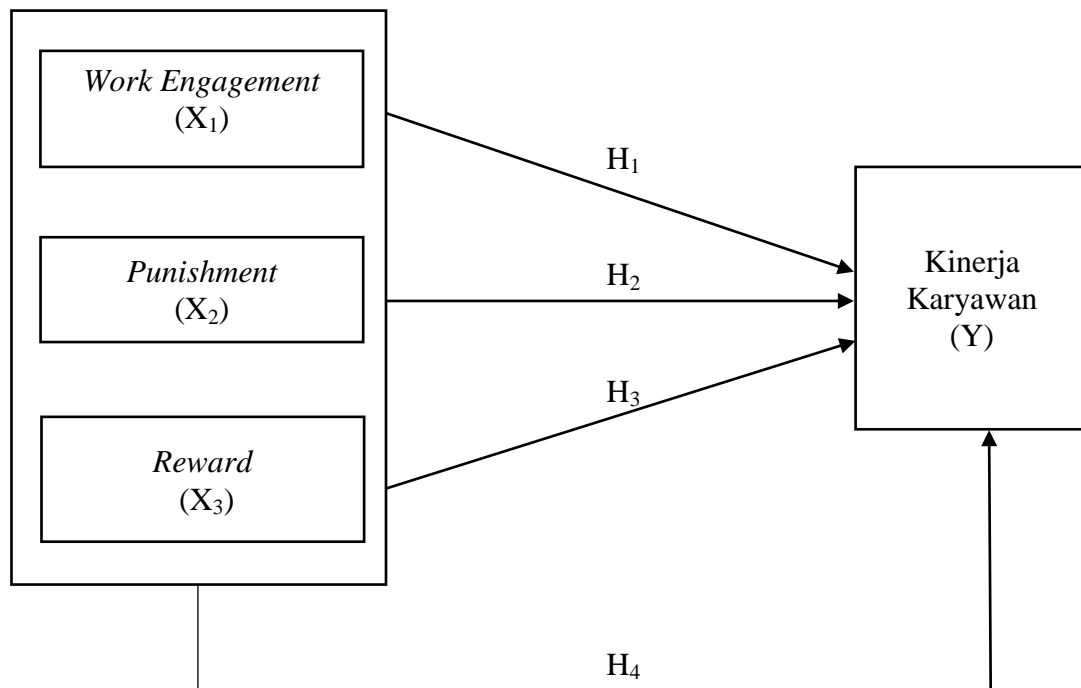 Work Engagement
(X₁)
H₁
Punishment
(X₂)
H₂
Kinerja
Karyawan
(Y)
H₃
Reward
(X₃)
H₄